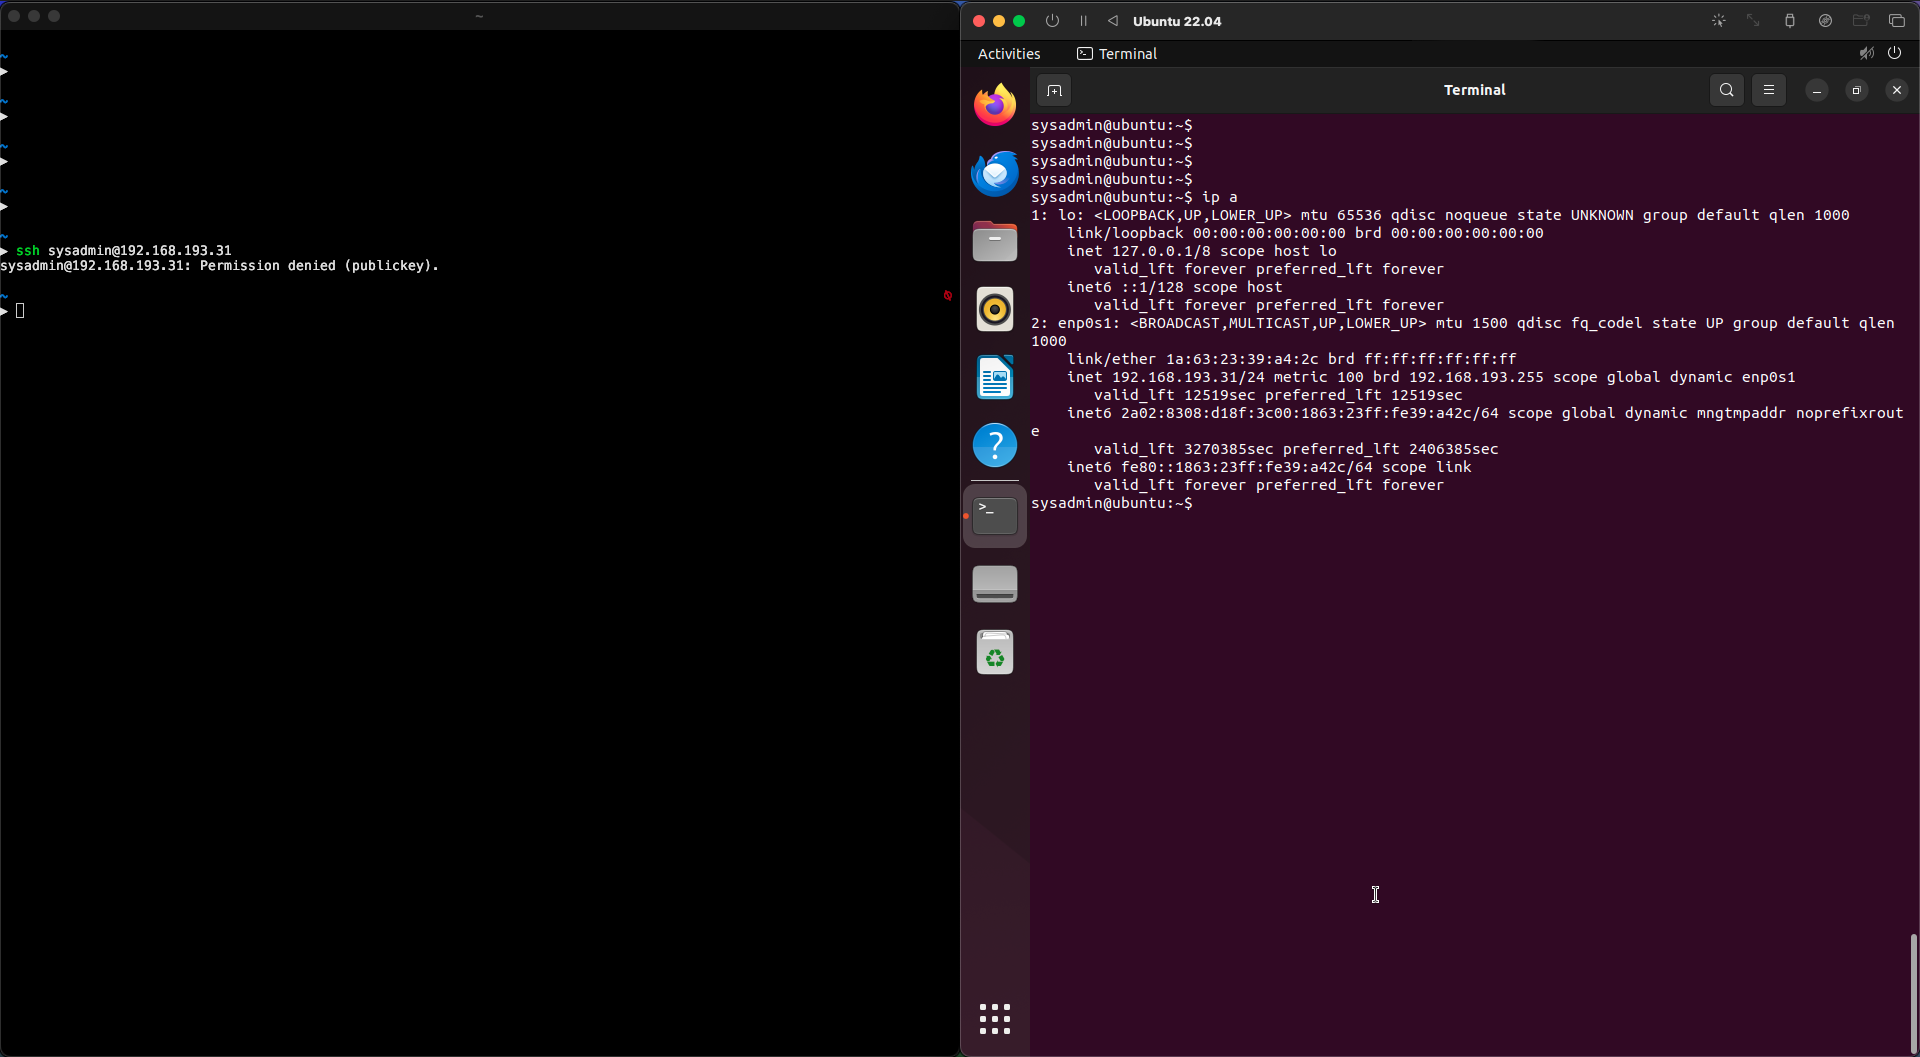 ~
~
▶
~
▶
~
▶
~
▶
~
▶ ssh sysadmin@192.168.193.31
sysadmin@192.168.193.31: Permission denied (publickey).
~
▶
Ubuntu 22.04
Activities
Terminal
Terminal
sysadmin@ubuntu:~$
sysadmin@ubuntu:~$
sysadmin@ubuntu:~$
sysadmin@ubuntu:~$
sysadmin@ubuntu:~$ ip a
1: lo: <LOOPBACK,UP,LOWER_UP> mtu 65536 qdisc noqueue state UNKNOWN group default qlen 1000
link/loopback 00:00:00:00:00:00 brd 00:00:00:00:00:00
inet 127.0.0.1/8 scope host lo
valid_lft forever preferred_lft forever
inet6 ::1/128 scope host
valid_lft forever preferred_lft forever
2: enp0s1: <BROADCAST,MULTICAST,UP,LOWER_UP> mtu 1500 qdisc fq_codel state UP group default qlen
1000
link/ether 1a:63:23:39:a4:2c brd ff:ff:ff:ff:ff:ff
inet 192.168.193.31/24 metric 100 brd 192.168.193.255 scope global dynamic enp0s1
valid_lft 12519sec preferred_lft 12519sec
inet6 2a02:8308:d18f:3c00:1863:23ff:fe39:a42c/64 scope global dynamic mngtmpaddr noprefixrout
e
valid_lft 3270385sec preferred_lft 2406385sec
inet6 fe80::1863:23ff:fe39:a42c/64 scope link
valid_lft forever preferred_lft forever
sysadmin@ubuntu:~$